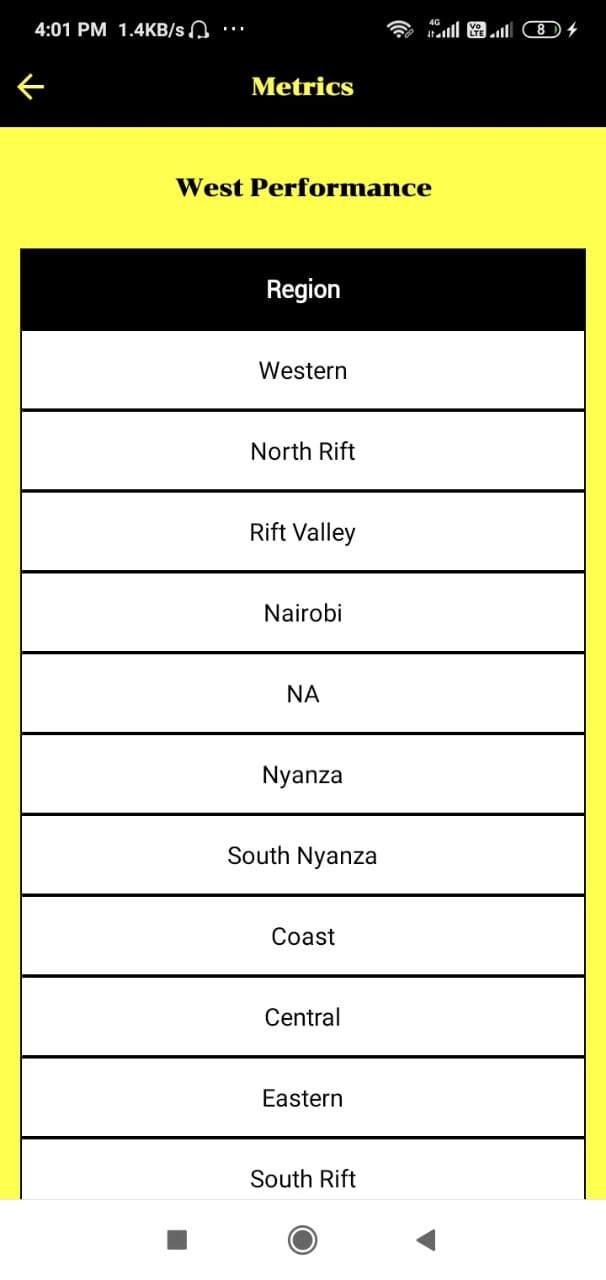 4:01 PM 1.4KB/s ...
4G
Vo LTE
8
Metrics
West Performance
Region
Western
North Rift
Rift Valley
Nairobi
NA
Nyanza
South Nyanza
Coast
Central
Eastern
South Rift